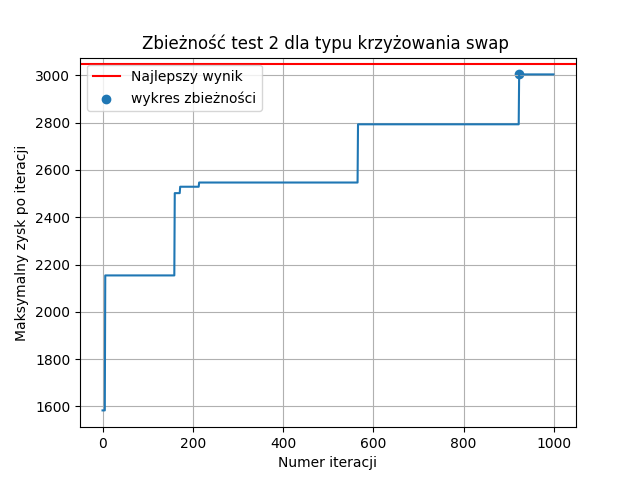 Zbieżność test 2 dla typu krzyżowania swap
Najlepszy wynik
wykres zbieżności
Maksymalny zysk po iteracji
3000
2800
2600
2400
2200
2000
1800
1600
0 200 400 600 800 1000
Numer iteracji